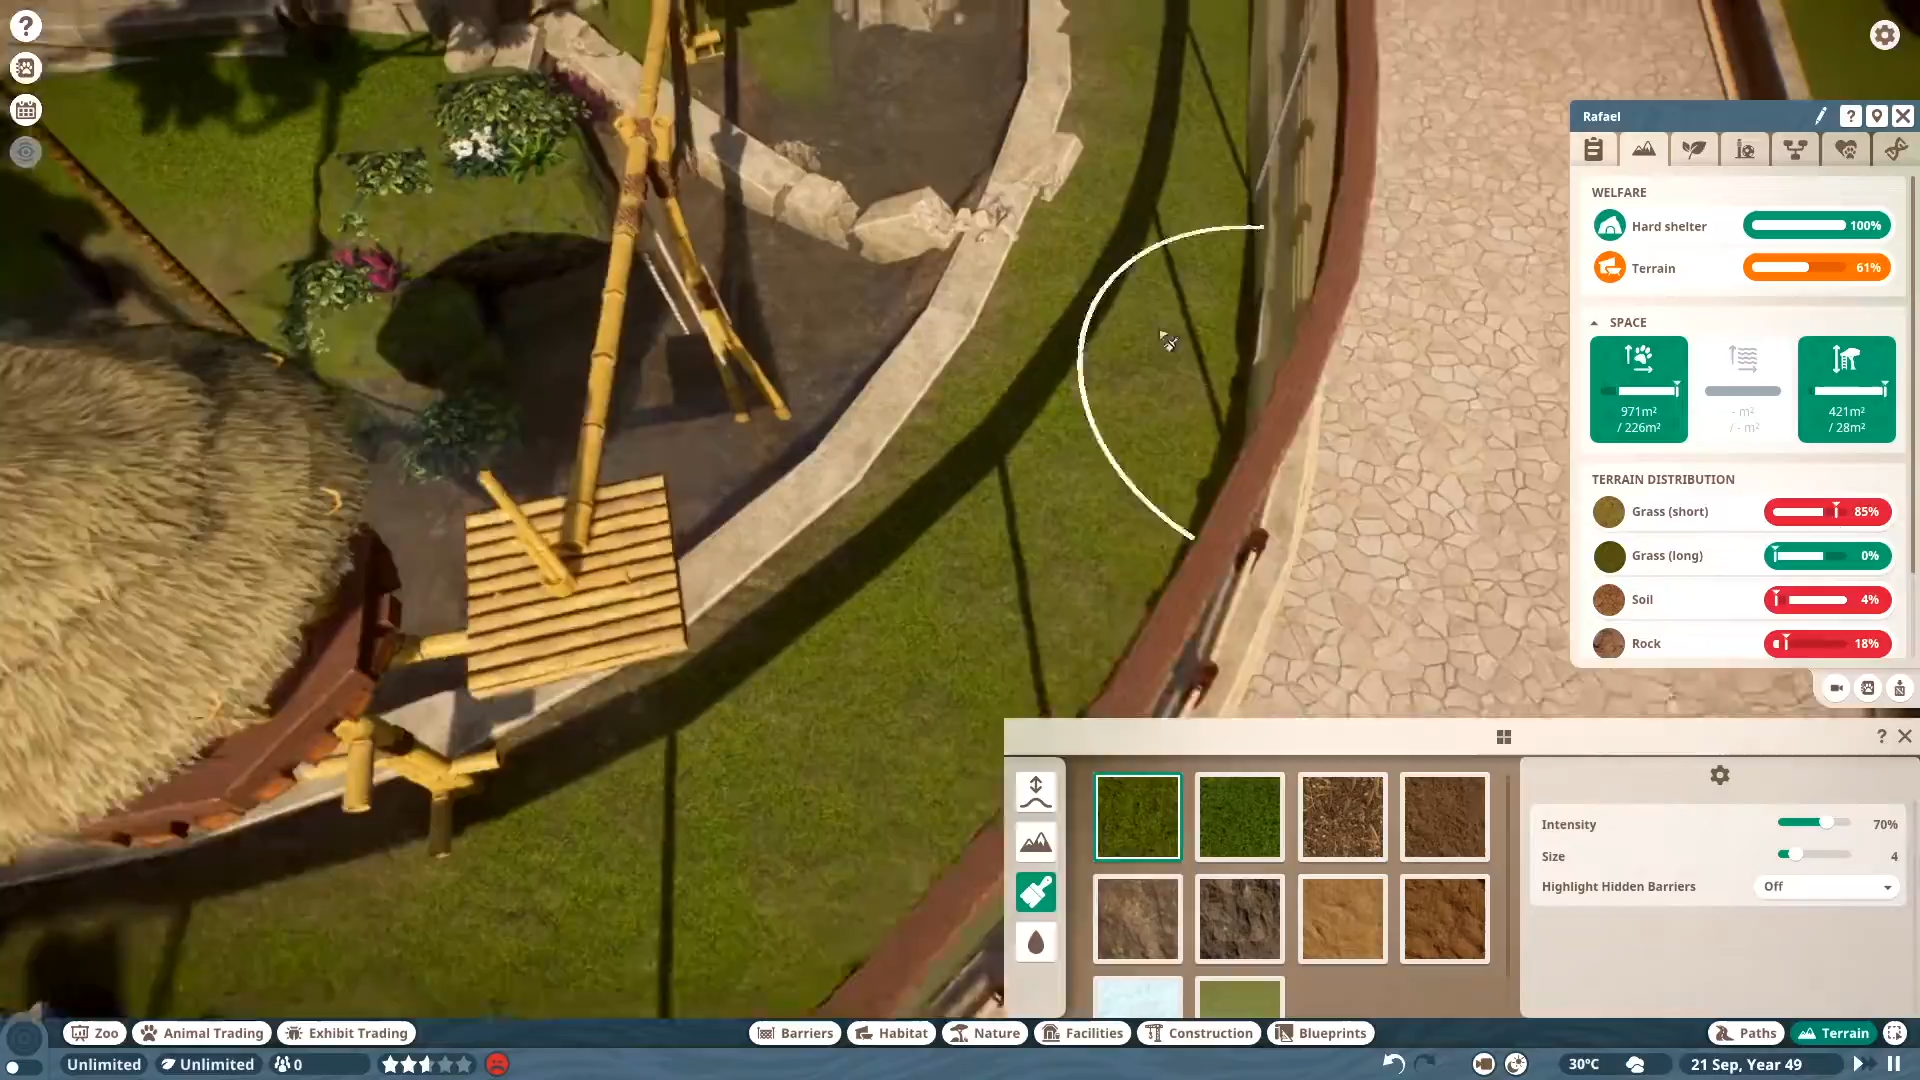 Rafael
?
WELFARE
Hard shelter 100%
Terrain 61%
SPACE
971m² / 226m²
- m² / - m²
421m² / 28m²
TERRAIN DISTRIBUTION
Grass (short) 85%
Grass (long) 0%
Soil 4%
Rock 18%
?
Intensity 70%
Size 4
Highlight Hidden Barriers Off
?
Zoo Animal Trading Exhibit Trading Barriers Habitat Nature Facilities Construction Blueprints Paths Terrain
Unlimited Unlimited 0 30°C 21 Sep, Year 49